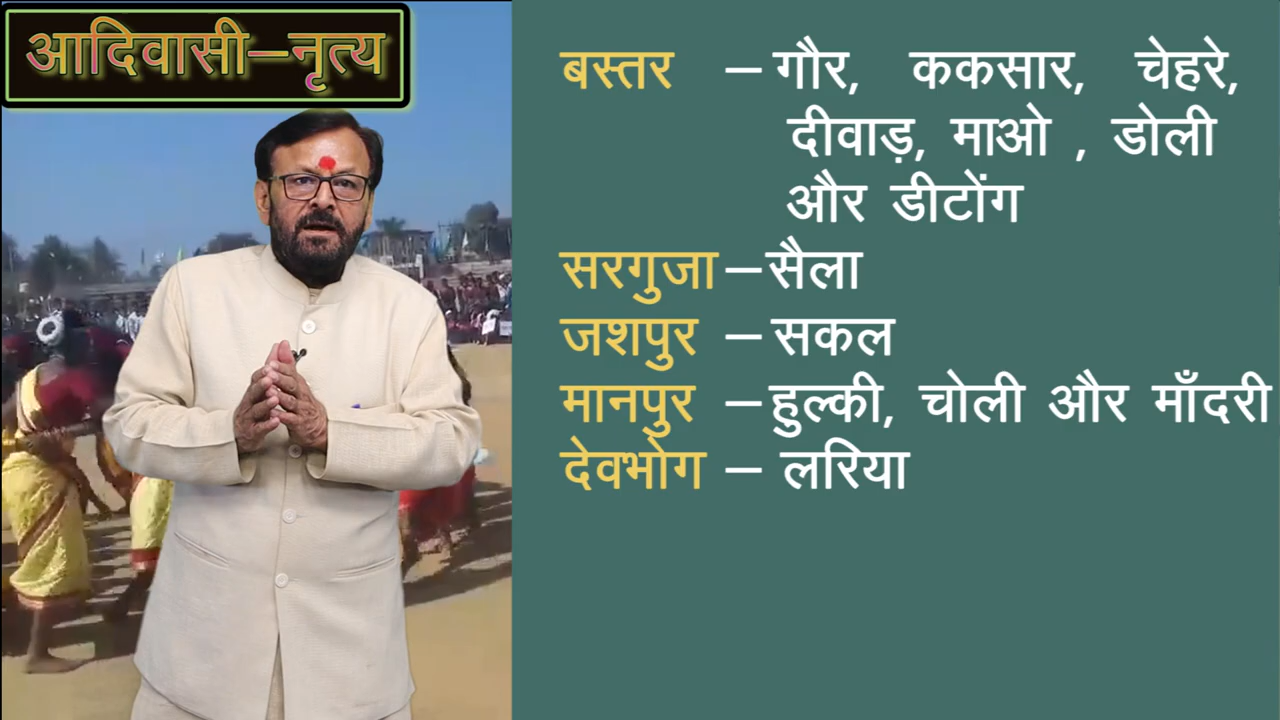 आदिवासी–नृत्य
बस्तर – गौर, ककसार, चेहरे,
दीवाड़, माओ , डोली
और डीटोंग
सरगुजा –सैला
जशपुर – सकल
मानपुर –हुल्की, चोली और माँदरी
देवभोग – लरिया